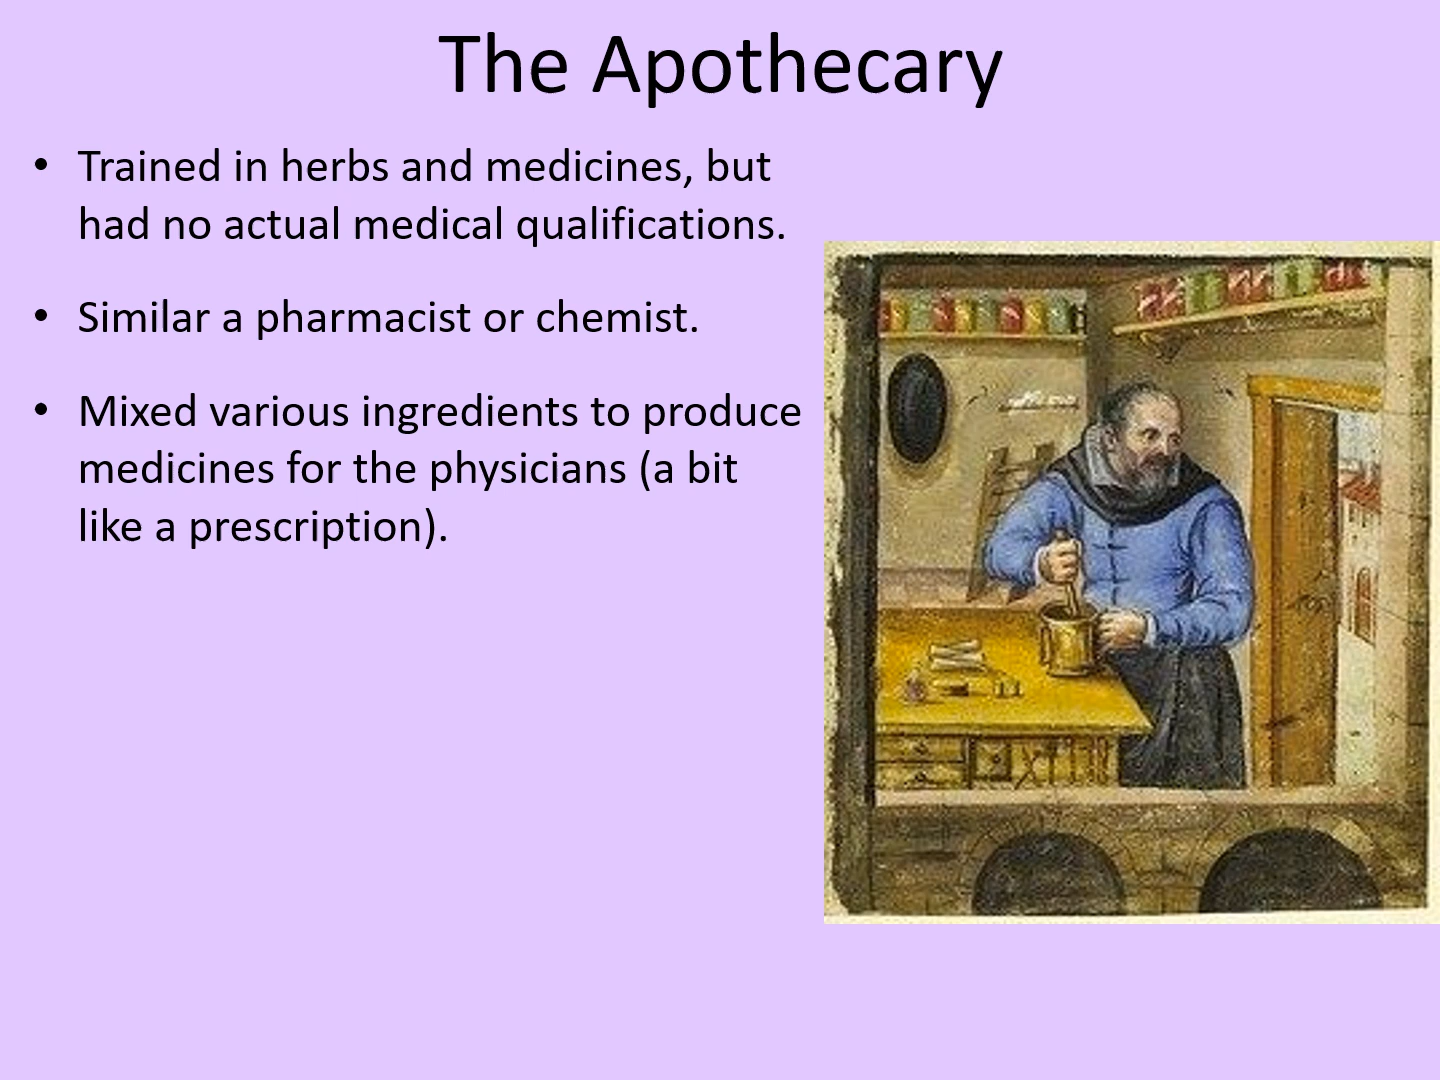 The Apothecary
• Trained in herbs and medicines, but
had no actual medical qualifications.
• Similar a pharmacist or chemist.
• Mixed various ingredients to produce
medicines for the physicians (a bit
like a prescription).